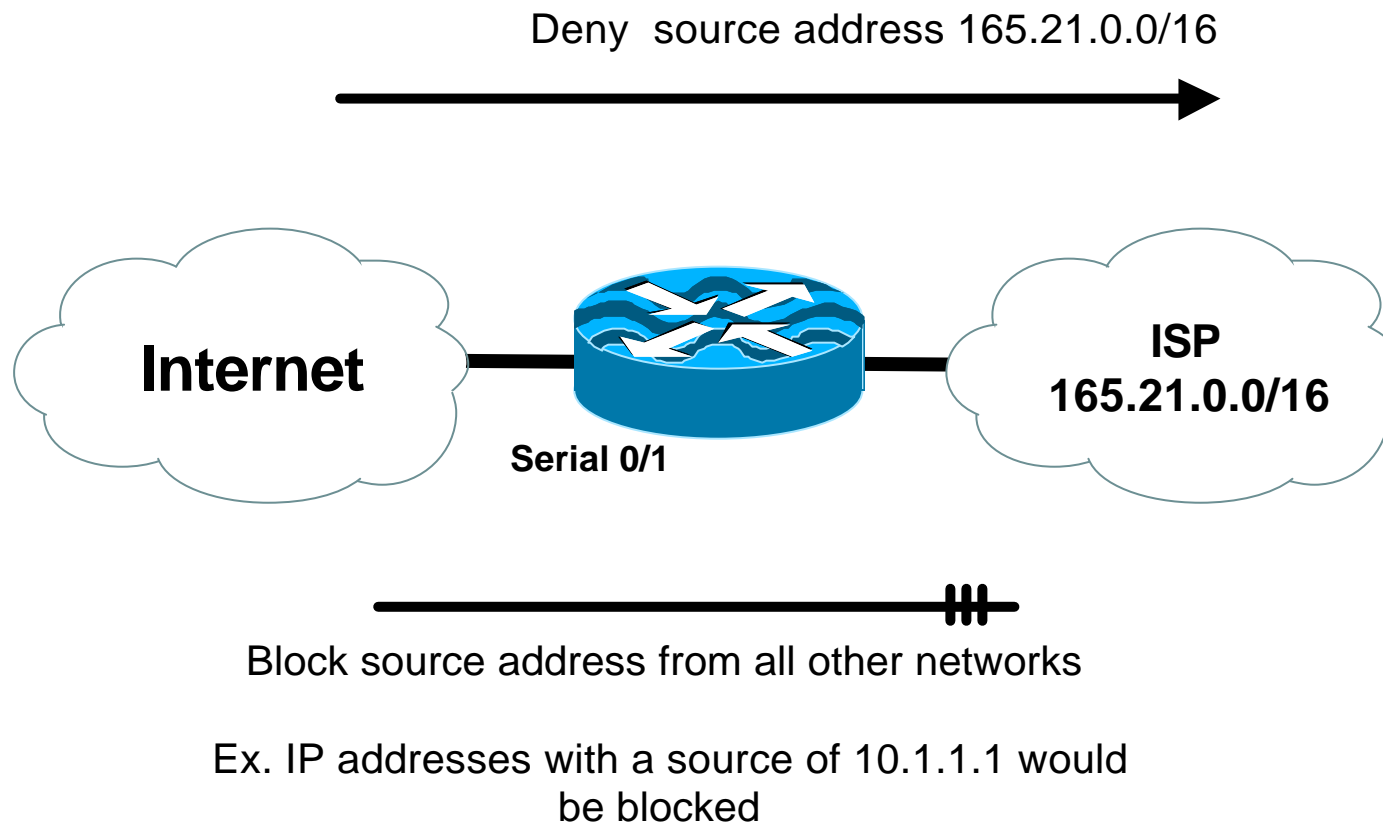 Deny source address 165.21.0.0/16
Internet
ISP
165.21.0.0/16
Serial 0/1
Block source address from all other networks
Ex. IP addresses with a source of 10.1.1.1 would
be blocked